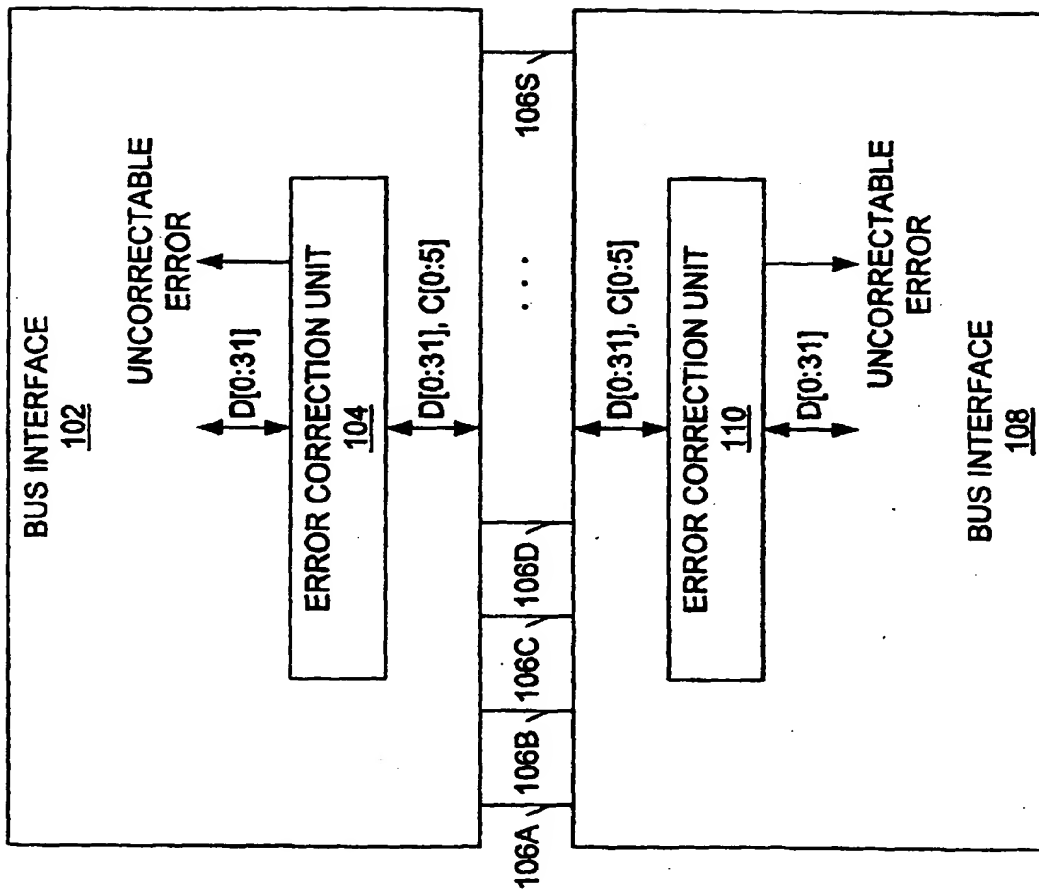 BUS INTERFACE
102
UNCORRECTABLE
ERROR
D[0:31]
ERROR CORRECTION UNIT
104
D[0:31], C[0:5]
106A
106B
106C
106D
. . .
106S
D[0:31], C[0:5]
ERROR CORRECTION UNIT
110
D[0:31]
UNCORRECTABLE
ERROR
BUS INTERFACE
108